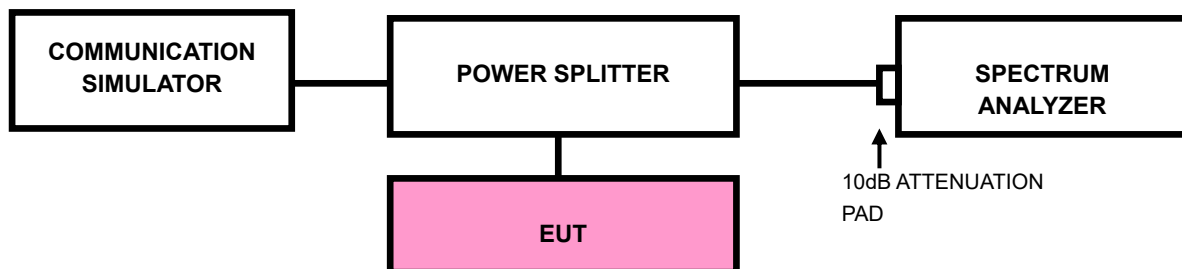 COMMUNICATION
SIMULATOR
POWER SPLITTER
SPECTRUM
ANALYZER
10dB ATTENUATION
PAD
EUT